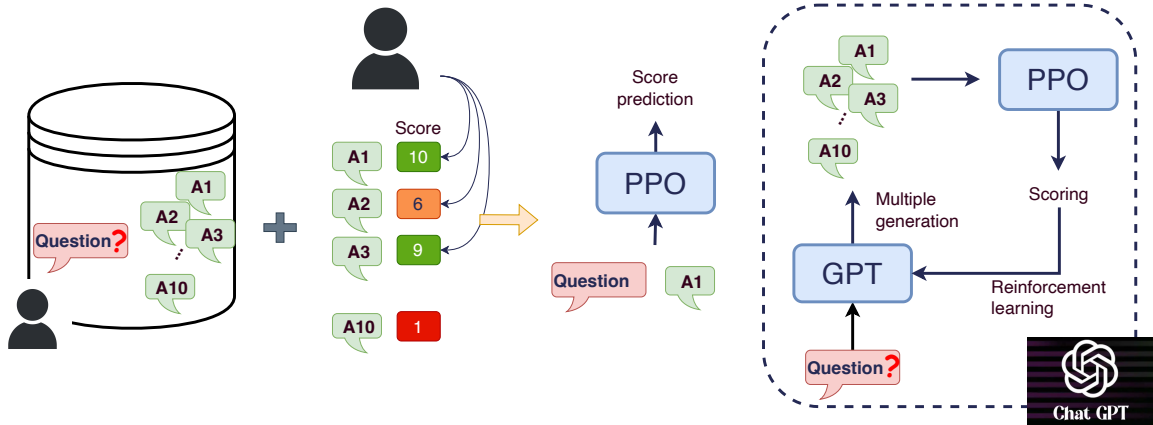 Question?
A1
A2
A3
A10
Score
A1
10
A2
6
A3
9
A10
1
Score
prediction
PPO
Question
A1
A1
A2
A3
A10
PPO
Multiple
generation
Scoring
GPT
Reinforcement
learning
Question?
Chat GPT